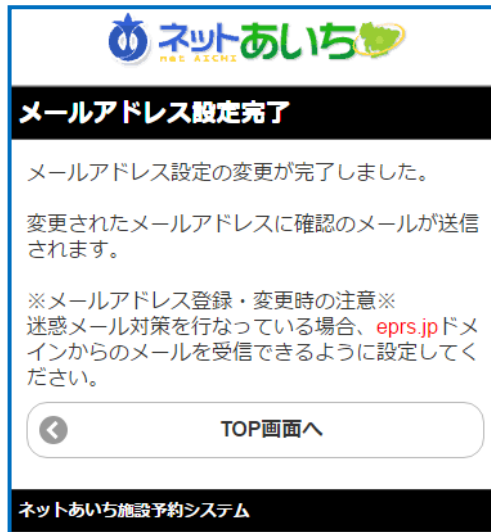 ネットあいち
net AICHI
メールアドレス設定完了
メールアドレス設定の変更が完了しました。
変更されたメールアドレスに確認のメールが送信
されます。
※メールアドレス登録・変更時の注意※
迷惑メール対策を行なっている場合、eprs.jpドメ
インからのメールを受信できるように設定してく
ださい。
TOP画面へ
ネットあいち施設予約システム